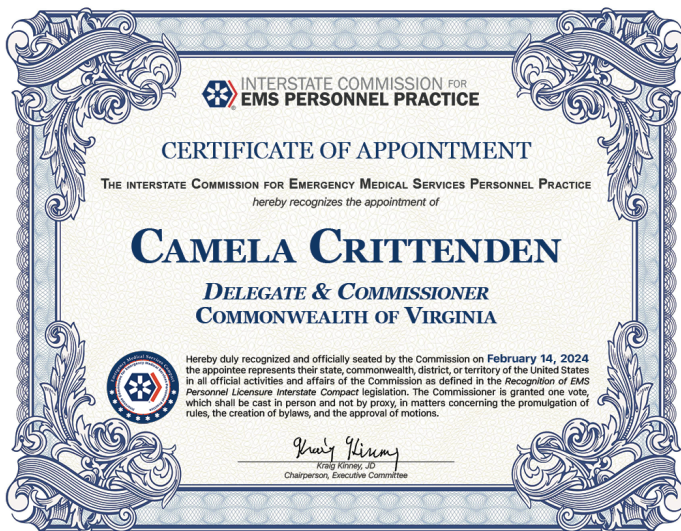 INTERSTATE COMMISSION FOR
EMS PERSONNEL PRACTICE
CERTIFICATE OF APPOINTMENT
THE INTERSTATE COMMISSION FOR EMERGENCY MEDICAL SERVICES PERSONNEL PRACTICE
hereby recognizes the appointment of
CAMELA CRITTENDEN
DELEGATE & COMMISSIONER
COMMONWEALTH OF VIRGINIA
Hereby duly recognized and officially seated by the Commission on February 14, 2024
the appointee represents their state, commonwealth, district, or territory of the United States
in all official activities and affairs of the Commission as defined in the Recognition of EMS
Personnel Licensure Interstate Compact legislation. The Commissioner is granted one vote,
which shall be cast in person and not by proxy, in matters concerning the promulgation of
rules, the creation of bylaws, and the approval of motions.
Kraig Kinney
Kraig Kinney, JD
Chairperson, Executive Committee